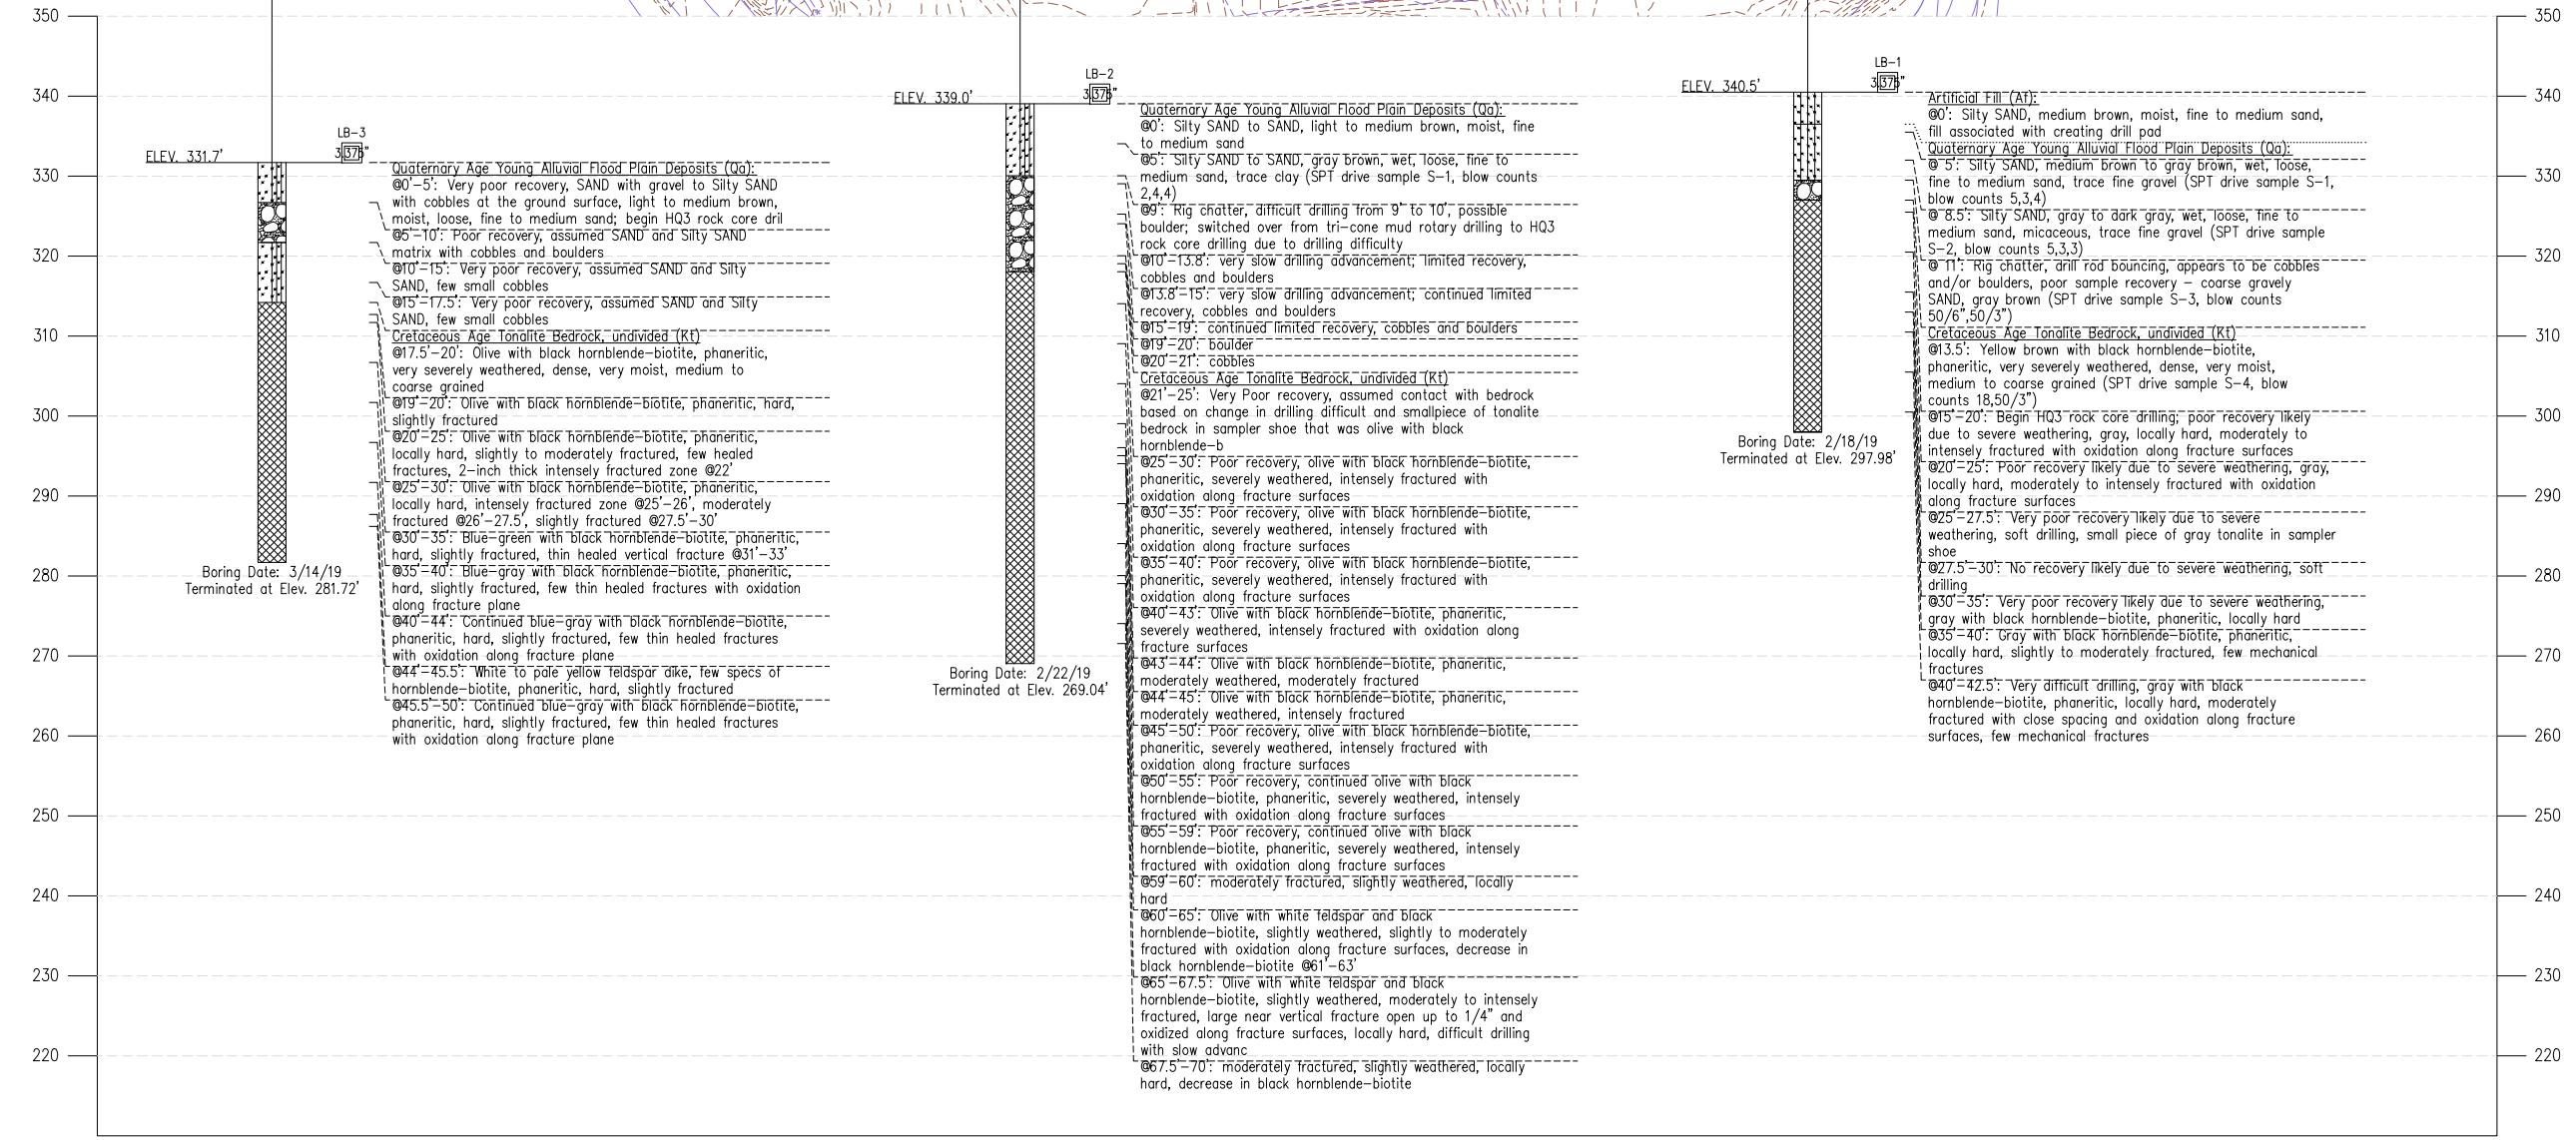 350
340
330
320
310
300
290
280
270
260
250
240
230
220
LB-3
3.375"
ELEV. 331.7'
Quaternary Age Young Alluvial Flood Plain Deposits (Qa):
@0'-5': Very poor recovery, SAND with gravel to Silty SAND
with cobbles at the ground surface, light to medium brown,
moist, loose, fine to medium sand; begin HQ3 rock core dril
@5'-10': Poor recovery, assumed SAND and Silty SAND
matrix with cobbles and boulders
@10'-15': Very poor recovery, assumed SAND and Silty
SAND, few small cobbles
@15'-17.5': Very poor recovery, assumed SAND and Silty
SAND, few small cobbles
Cretaceous Age Tonalite Bedrock, undivided (Kt)
@17.5'-20': Olive with black hornblende-biotite, phaneritic,
very severely weathered, dense, very moist, medium to
coarse grained
@19'-20': Olive with black hornblende-biotite, phaneritic, hard,
slightly fractured
@20'-25': Olive with black hornblende-biotite, phaneritic,
locally hard, slightly to moderately fractured, few healed
fractures, 2-inch thick intensely fractured zone @22'
@25'-30': Olive with black hornblende-biotite, phaneritic,
locally hard, intensely fractured zone @25'-26', moderately
fractured @26'-27.5', slightly fractured @27.5'-30'
@30'-35': Blue-green with black hornblende-biotite, phaneritic,
hard, slightly fractured, thin healed vertical fracture @31'-33'
@35'-40': Blue-gray with black hornblende-biotite, phaneritic,
hard, slightly fractured, few thin healed fractures with oxidation
along fracture plane
@40'-44': Continued blue-gray with black hornblende-biotite,
phaneritic, hard, slightly fractured, few thin healed fractures
with oxidation along fracture plane
@44'-45.5': White to pale yellow feldspar dike, few specs of
hornblende-biotite, phaneritic, hard, slightly fractured
@45.5'-50': Continued blue-gray with black hornblende-biotite,
phaneritic, hard, slightly fractured, few thin healed fractures
with oxidation along fracture plane
Boring Date: 3/14/19
Terminated at Elev. 281.72'
LB-2
3.375"
ELEV. 339.0'
Quaternary Age Young Alluvial Flood Plain Deposits (Qa):
@0': Silty SAND to SAND, light to medium brown, moist, fine
to medium sand
@5': Silty SAND to SAND, gray brown, wet, loose, fine to
medium sand, trace clay (SPT drive sample S-1, blow counts
2,4,4)
@9': Rig chatter, difficult drilling from 9' to 10', possible
boulder; switched over from tri-cone mud rotary drilling to HQ3
rock core drilling due to drilling difficulty
@10'-13.8': very slow drilling advancement; limited recovery,
cobbles and boulders
@13.8'-15': very slow drilling advancement; continued limited
recovery, cobbles and boulders
@15'-19': continued limited recovery, cobbles and boulders
@19'-20': boulder
@20'-21': cobbles
Cretaceous Age Tonalite Bedrock, undivided (Kt)
@21'-25': Very Poor recovery, assumed contact with bedrock
based on change in drilling difficult and smallpiece of tonalite
bedrock in sampler shoe that was olive with black
hornblende-b
@25'-30': Poor recovery, olive with black hornblende-biotite,
phaneritic, severely weathered, intensely fractured with
oxidation along fracture surfaces
@30'-35': Poor recovery, olive with black hornblende-biotite,
phaneritic, severely weathered, intensely fractured with
oxidation along fracture surfaces
@35'-40': Poor recovery, olive with black hornblende-biotite,
phaneritic, severely weathered, intensely fractured with
oxidation along fracture surfaces
@40'-43': Olive with black hornblende-biotite, phaneritic,
severely weathered, intensely fractured with oxidation along
fracture surfaces
@43'-44': Olive with black hornblende-biotite, phaneritic,
moderately weathered, moderately fractured
@44'-45': Olive with black hornblende-biotite, phaneritic,
moderately weathered, intensely fractured
@45'-50': Poor recovery, olive with black hornblende-biotite,
phaneritic, severely weathered, intensely fractured with
oxidation along fracture surfaces
@50'-55': Poor recovery, continued olive with black
hornblende-biotite, phaneritic, severely weathered, intensely
fractured with oxidation along fracture surfaces
@55'-59': Poor recovery, continued olive with black
hornblende-biotite, phaneritic, severely weathered, intensely
fractured with oxidation along fracture surfaces
@59'-60': moderately fractured, slightly weathered, locally
hard
@60'-65': Olive with white feldspar and black
hornblende-biotite, slightly weathered, slightly to moderately
fractured with oxidation along fracture surfaces, decrease in
black hornblende-biotite @61'-63'
@65'-67.5': Olive with white feldspar and black
hornblende-biotite, slightly weathered, moderately to intensely
fractured, large near vertical fracture open up to 1/4" and
oxidized along fracture surfaces, locally hard, difficult drilling
with slow advanc
@67.5'-70': moderately fractured, slightly weathered, locally
hard, decrease in black hornblende-biotite
Boring Date: 2/22/19
Terminated at Elev. 269.04'
LB-1
3.375"
ELEV. 340.5'
Artificial Fill (Af):
@0': Silty SAND, medium brown, moist, fine to medium sand,
fill associated with creating drill pad
Quaternary Age Young Alluvial Flood Plain Deposits (Qa):
@ 5': Silty SAND, medium brown to gray brown, wet, loose,
fine to medium sand, trace fine gravel (SPT drive sample S-1,
blow counts 5,3,4)
@ 8.5': Silty SAND, gray to dark gray, wet, loose, fine to
medium sand, micaceous, trace fine gravel (SPT drive sample
S-2, blow counts 5,3,3)
@ 11': Rig chatter, drill rod bouncing, appears to be cobbles
and/or boulders, poor sample recovery - coarse gravely
SAND, gray brown (SPT drive sample S-3, blow counts
50/6",50/3")
Cretaceous Age Tonalite Bedrock, undivided (Kt)
@13.5': Yellow brown with black hornblende-biotite,
phaneritic, very severely weathered, dense, very moist,
medium to coarse grained (SPT drive sample S-4, blow
counts 18,50/3")
@15'-20': Begin HQ3 rock core drilling; poor recovery likely
due to severe weathering, gray, locally hard, moderately to
intensely fractured with oxidation along fracture surfaces
@20'-25': Poor recovery likely due to severe weathering, gray,
locally hard, moderately to intensely fractured with oxidation
along fracture surfaces
@25'-27.5': Very poor recovery likely due to severe
weathering, soft drilling, small piece of gray tonalite in sampler
shoe
@27.5'-30': No recovery likely due to severe weathering, soft
drilling
@30'-35': Very poor recovery likely due to severe weathering,
gray with black hornblende-biotite, phaneritic, locally hard
@35'-40': Gray with black hornblende-biotite, phaneritic,
locally hard, slightly to moderately fractured, few mechanical
fractures
@40'-42.5': Very difficult drilling, gray with black
hornblende-biotite, phaneritic, locally hard, moderately
fractured with close spacing and oxidation along fracture
surfaces, few mechanical fractures
Boring Date: 2/18/19
Terminated at Elev. 297.98'
350
340
330
320
310
300
290
280
270
260
250
240
230
220